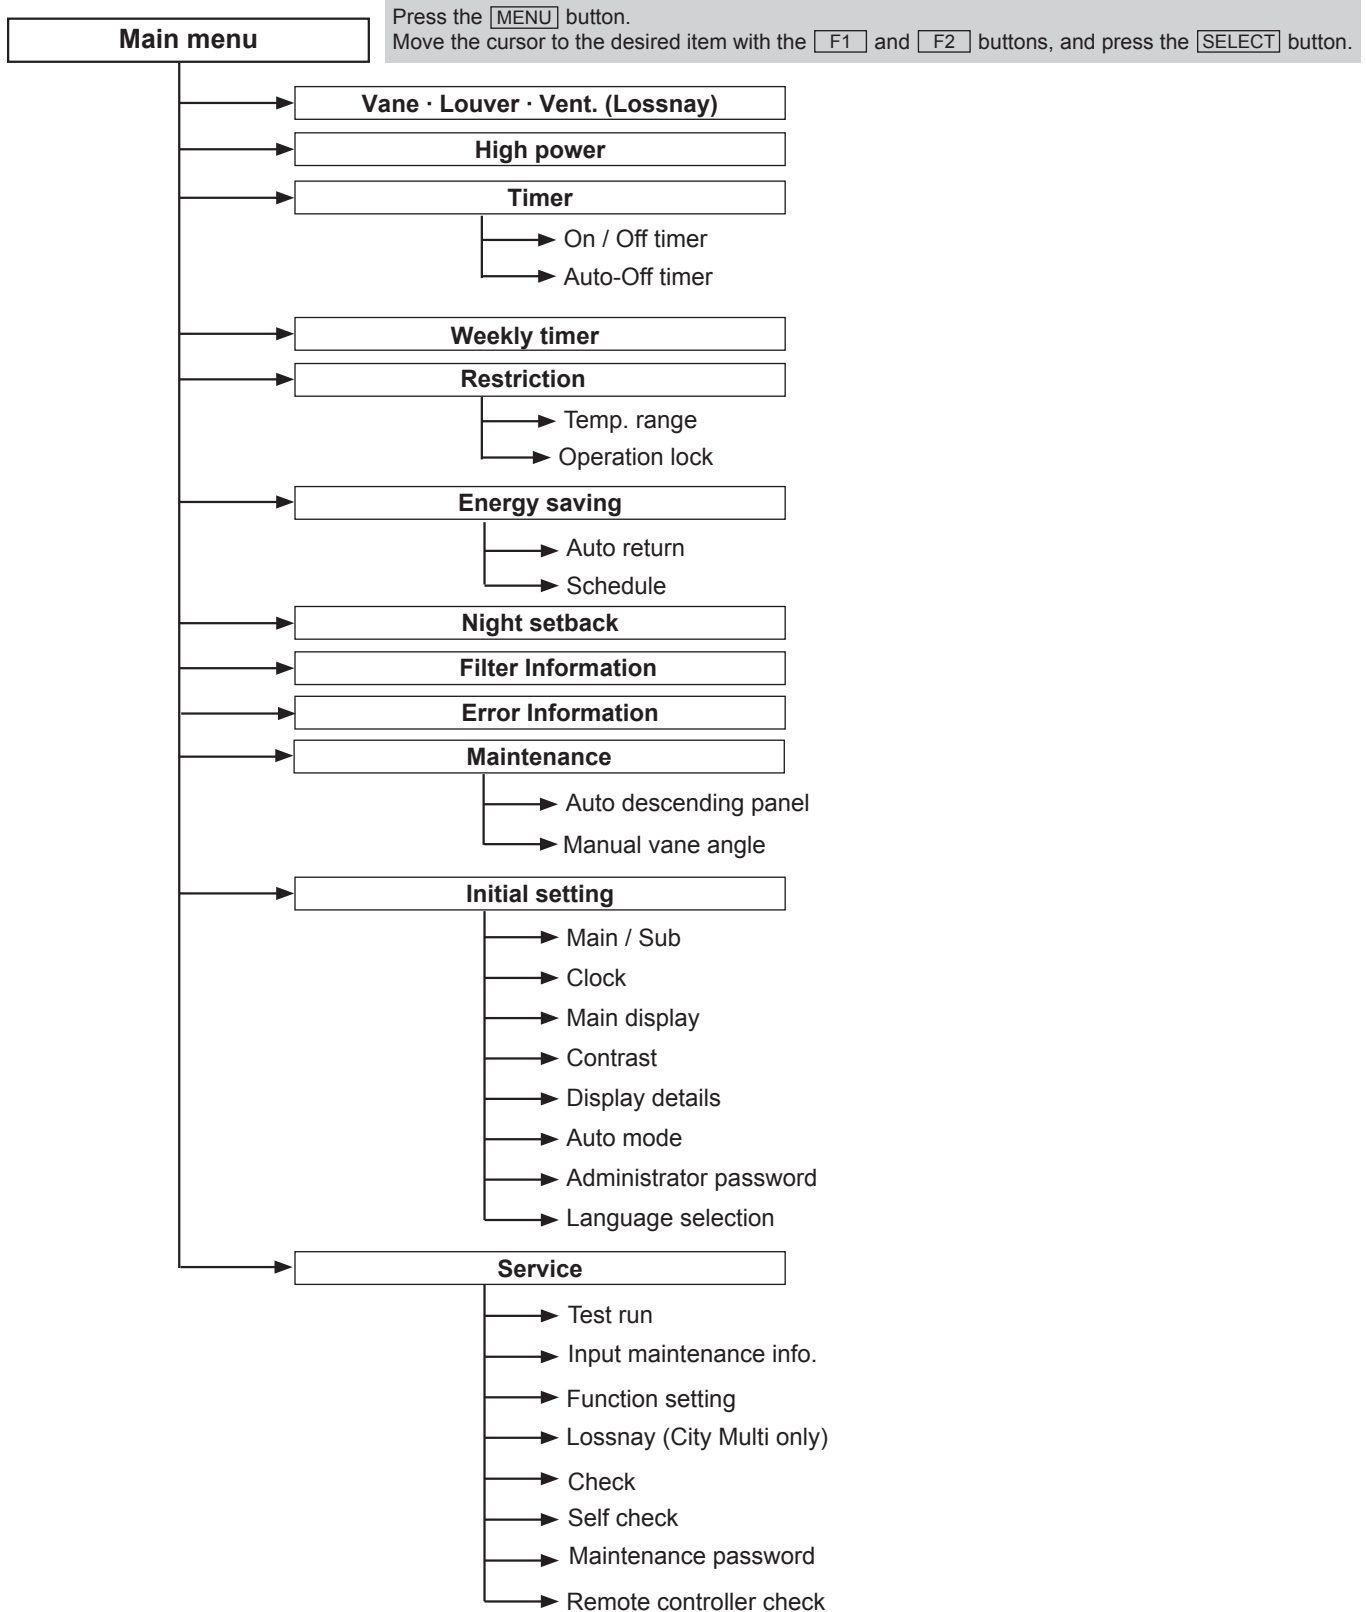 Main menu
Press the MENU button.
Move the cursor to the desired item with the F1 and F2 buttons, and press the SELECT button.
Vane · Louver · Vent. (Lossnay)
High power
Timer
On / Off timer
Auto-Off timer
Weekly timer
Restriction
Temp. range
Operation lock
Energy saving
Auto return
Schedule
Night setback
Filter Information
Error Information
Maintenance
Auto descending panel
Manual vane angle
Initial setting
Main / Sub
Clock
Main display
Contrast
Display details
Auto mode
Administrator password
Language selection
Service
Test run
Input maintenance info.
Function setting
Lossnay (City Multi only)
Check
Self check
Maintenance password
Remote controller check